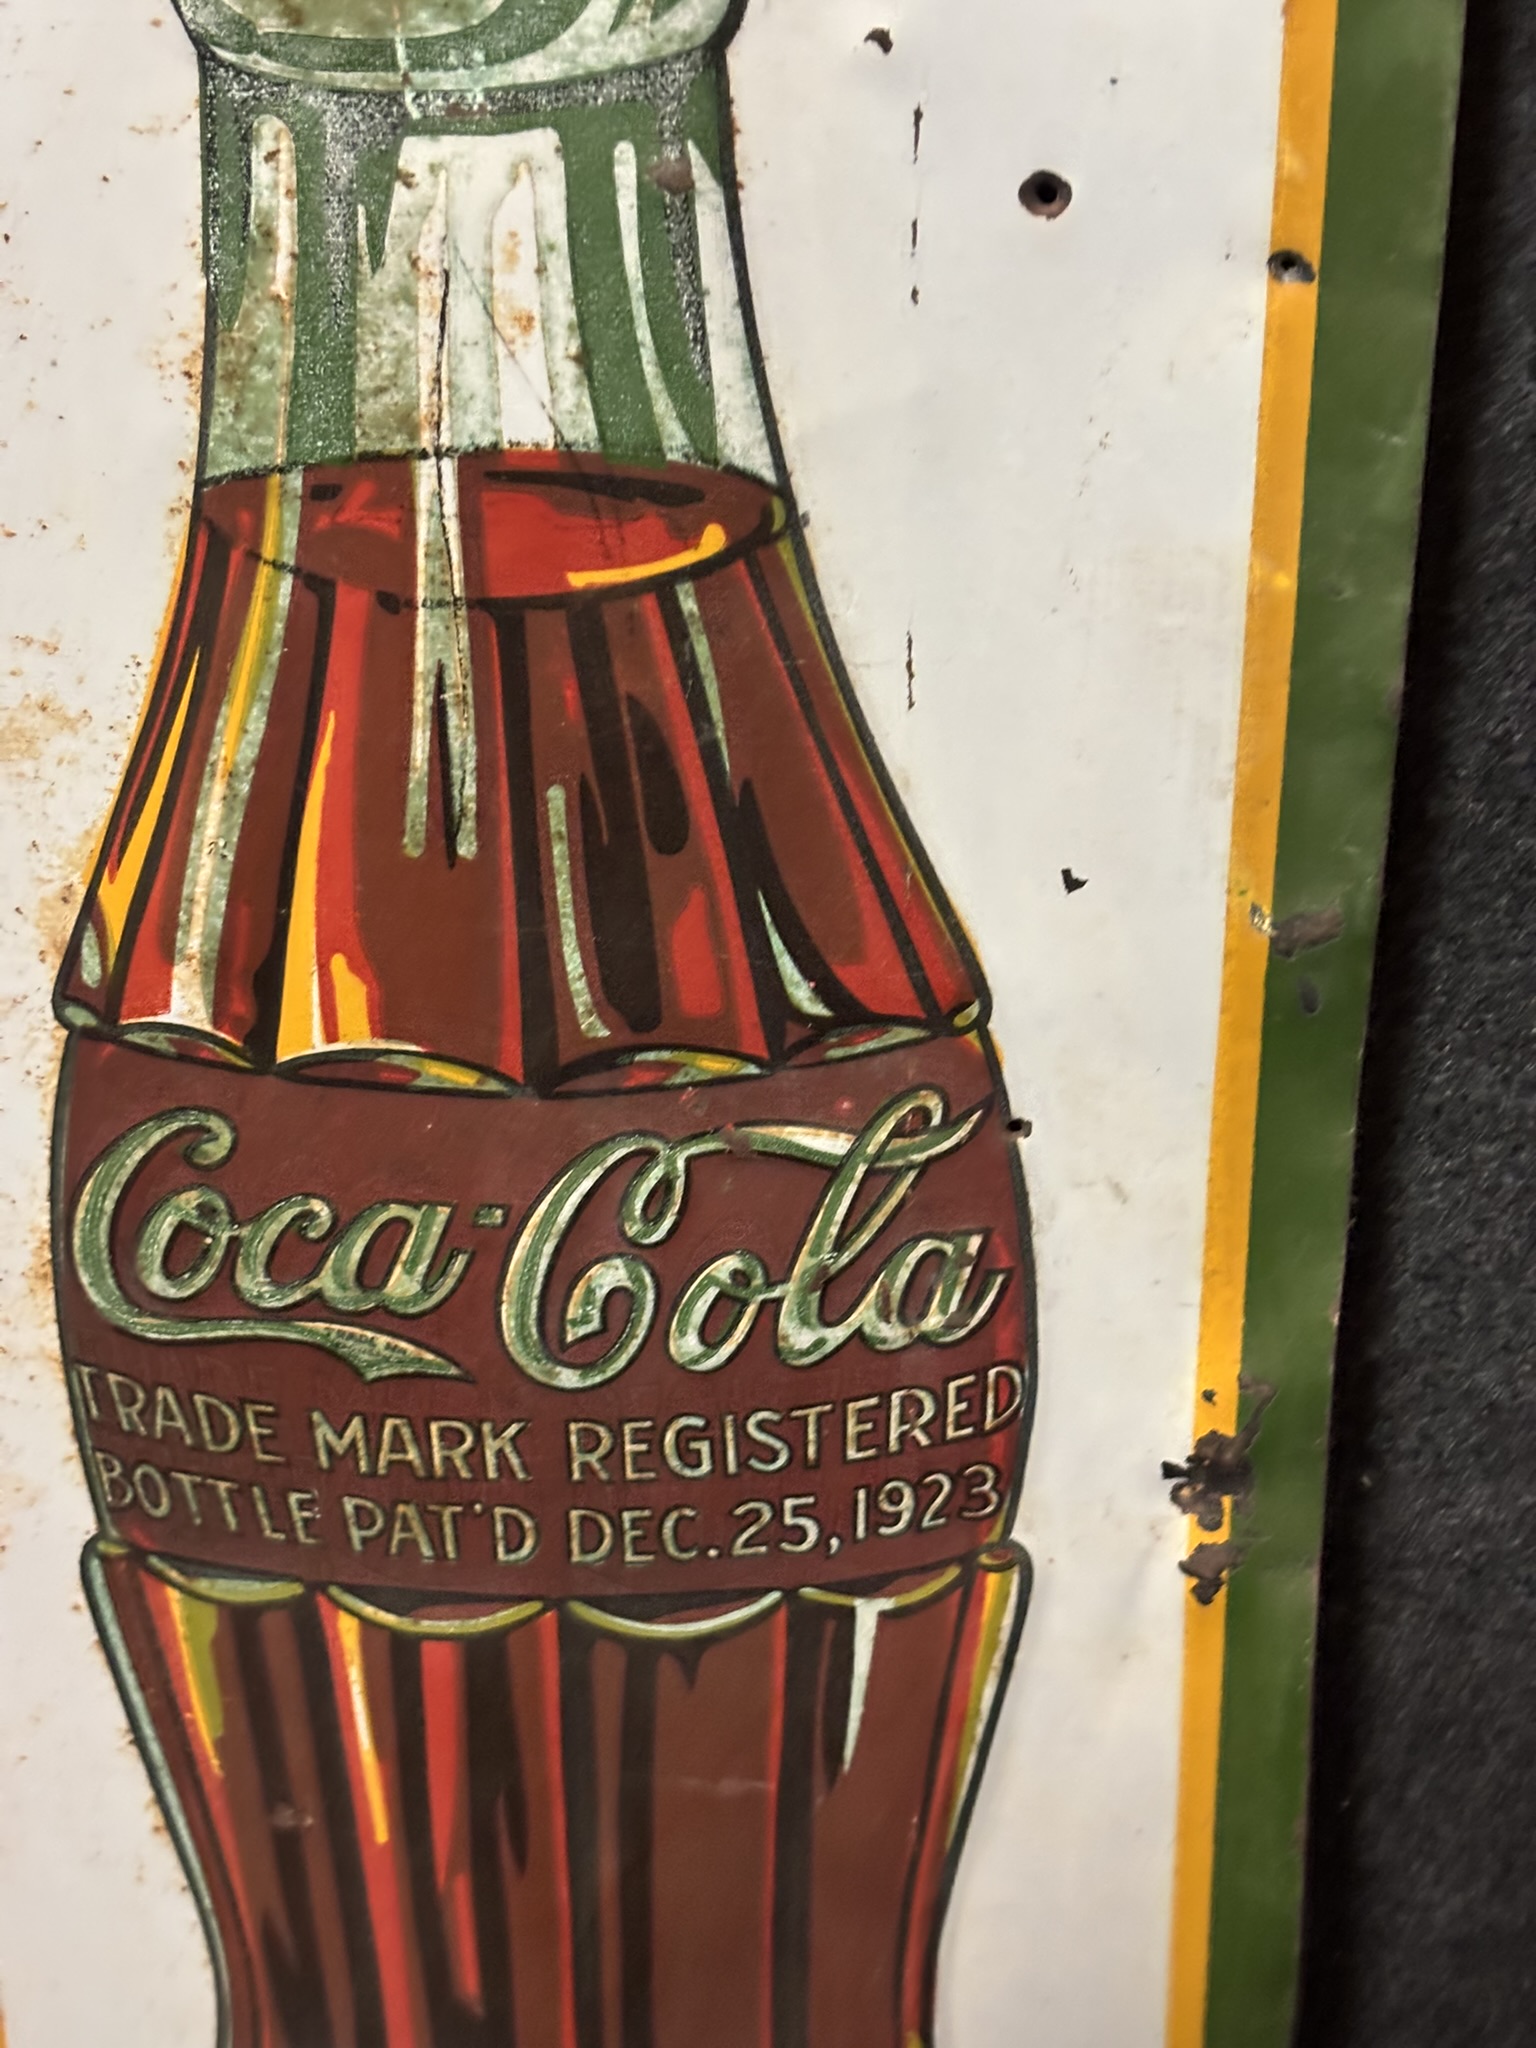 Coca-Cola
TRADE MARK REGISTERED
BOTTLE PAT'D DEC. 25, 1923